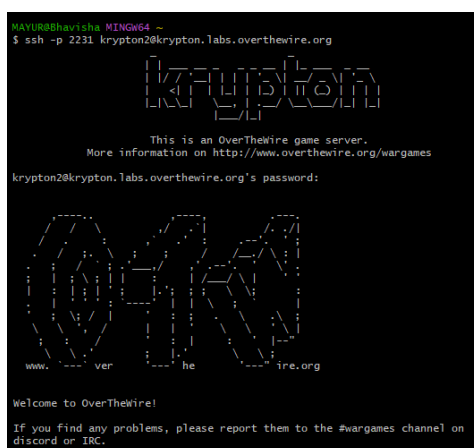 MAYUR@Bhavisha MINGW64 ~
$ ssh -p 2231 krypton2@krypton.labs.overthewire.org
krypton
This is an OverTheWire game server.
More information on http://www.overthewire.org/wargames
krypton2@krypton.labs.overthewire.org's password:
www. ver he ire.org
Welcome to OverTheWire!
If you find any problems, please report them to the #wargames channel on
discord or IRC.